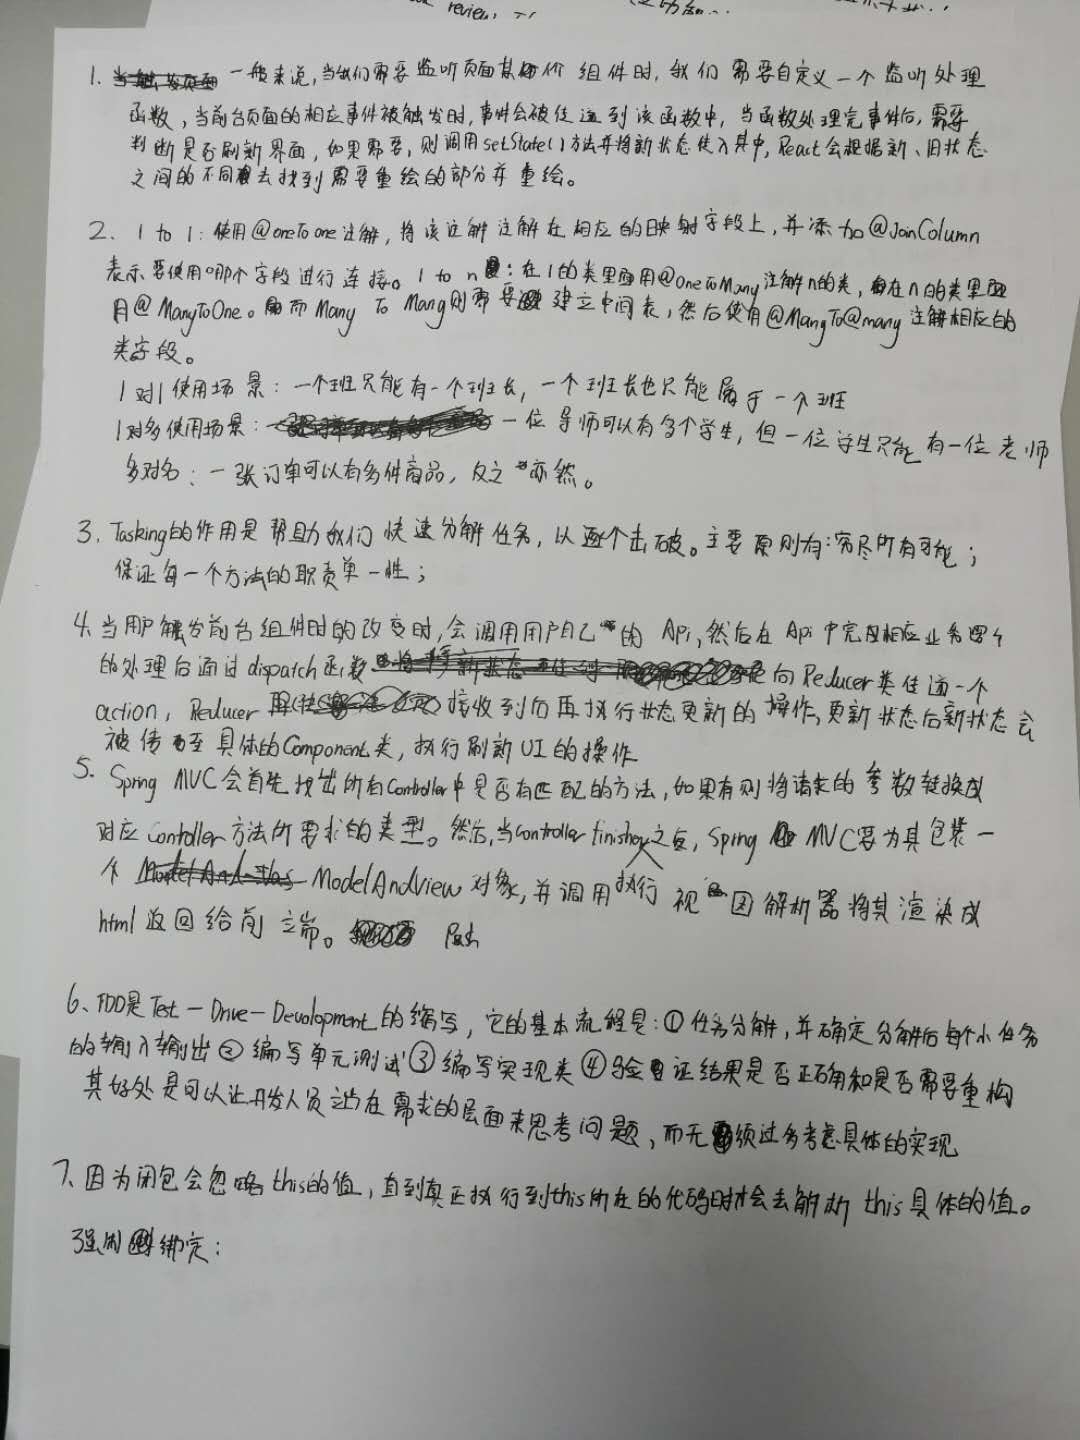 review,
1. 一般来说,当我们需要监听页面某个组件时,我们需要自定义一个监听处理
函数,当前台页面的相应事件被触发时,事件会被传递到该函数中,当函数处理完事件后,需要
判断是否刷新界面,如果需要,则调用setState()方法并将新状态传入其中,React会根据新、旧状态
之间的不同去找到需要重绘的部分并重绘。
2. 1 to 1:使用@oneToone注解,将该注解注解在相应的映射字段上,并添加@JoinColumn
表示要使用哪个字段进行连接。1 to n:在1的类里面用@OneToMany注解n的类,在n的类里面
用@ManyToOne。而Many To Many则需要建立中间表,然后使用@ManyTo@many注解相应的
类字段。
1对1使用场景:一个班只能有一个班长,一个班长也只能属于一个班
1对多使用场景: 一位导师可以有多个学生,但一位学生只能有一位老师
多对多:一张订单可以有多件商品,反之亦然。
3. Tasking的作用是帮助我们快速分解任务,以逐个击破。主要原则有:穷尽所有可能;
保证每一个方法的职责单一性;
4. 当用户触发前台组件时的改变时,会调用用户自己的Api,然后在Api中完成相应业务逻辑
的处理后通过dispatch函数 向Reducer类传递一个
action,Reducer 接收到后再执行状态更新的操作,更新状态后新状态会
被传至具体的Component类,执行刷新UI的操作
5. Spring MVC会首先找出所有Controller中是否有匹配的方法,如果有则将请求的参数转换成
对应Controller方法所要求的类型。然后,当controller finish之后,Spring MVC要为其包装一
个 ModelAndView对象,并调用执行视图解析器将其渲染成
html返回给前端。
6、TDD是Test-Drive-Devolopment的缩写,它的基本流程是:①任务分解,并确定分解后每个小任务
的输入输出②编写单元测试③编写实现类④验证结果是否正确和是否需要重构
其好处是可以让开发人员站在需求的层面来思考问题,而无须过多考虑具体的实现
7、因为闭包会忽略this的值,直到真正执行到this所在的代码时才会去解析this具体的值。
强制绑定: